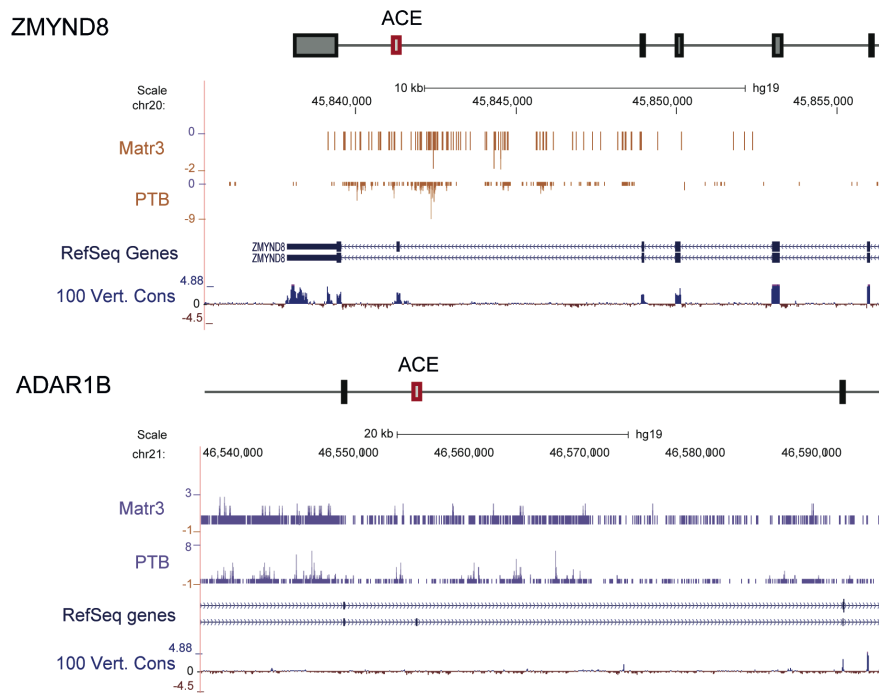 ZMYND8
ACE
Scale 10 kb hg19
chr20: 45,840,000 45,845,000 45,850,000 45,855,000
0
Matr3
-2
0
PTB
-9
RefSeq Genes ZMYND8
ZMYND8
4.88
100 Vert. Cons
0
-4.5
ADAR1B
ACE
Scale 20 kb hg19
chr21: 46,540,000 46,550,000 46,560,000 46,570,000 46,580,000 46,590,000
3
Matr3
-1
8
PTB
-1
RefSeq genes
4.88
100 Vert. Cons
0
-4.5